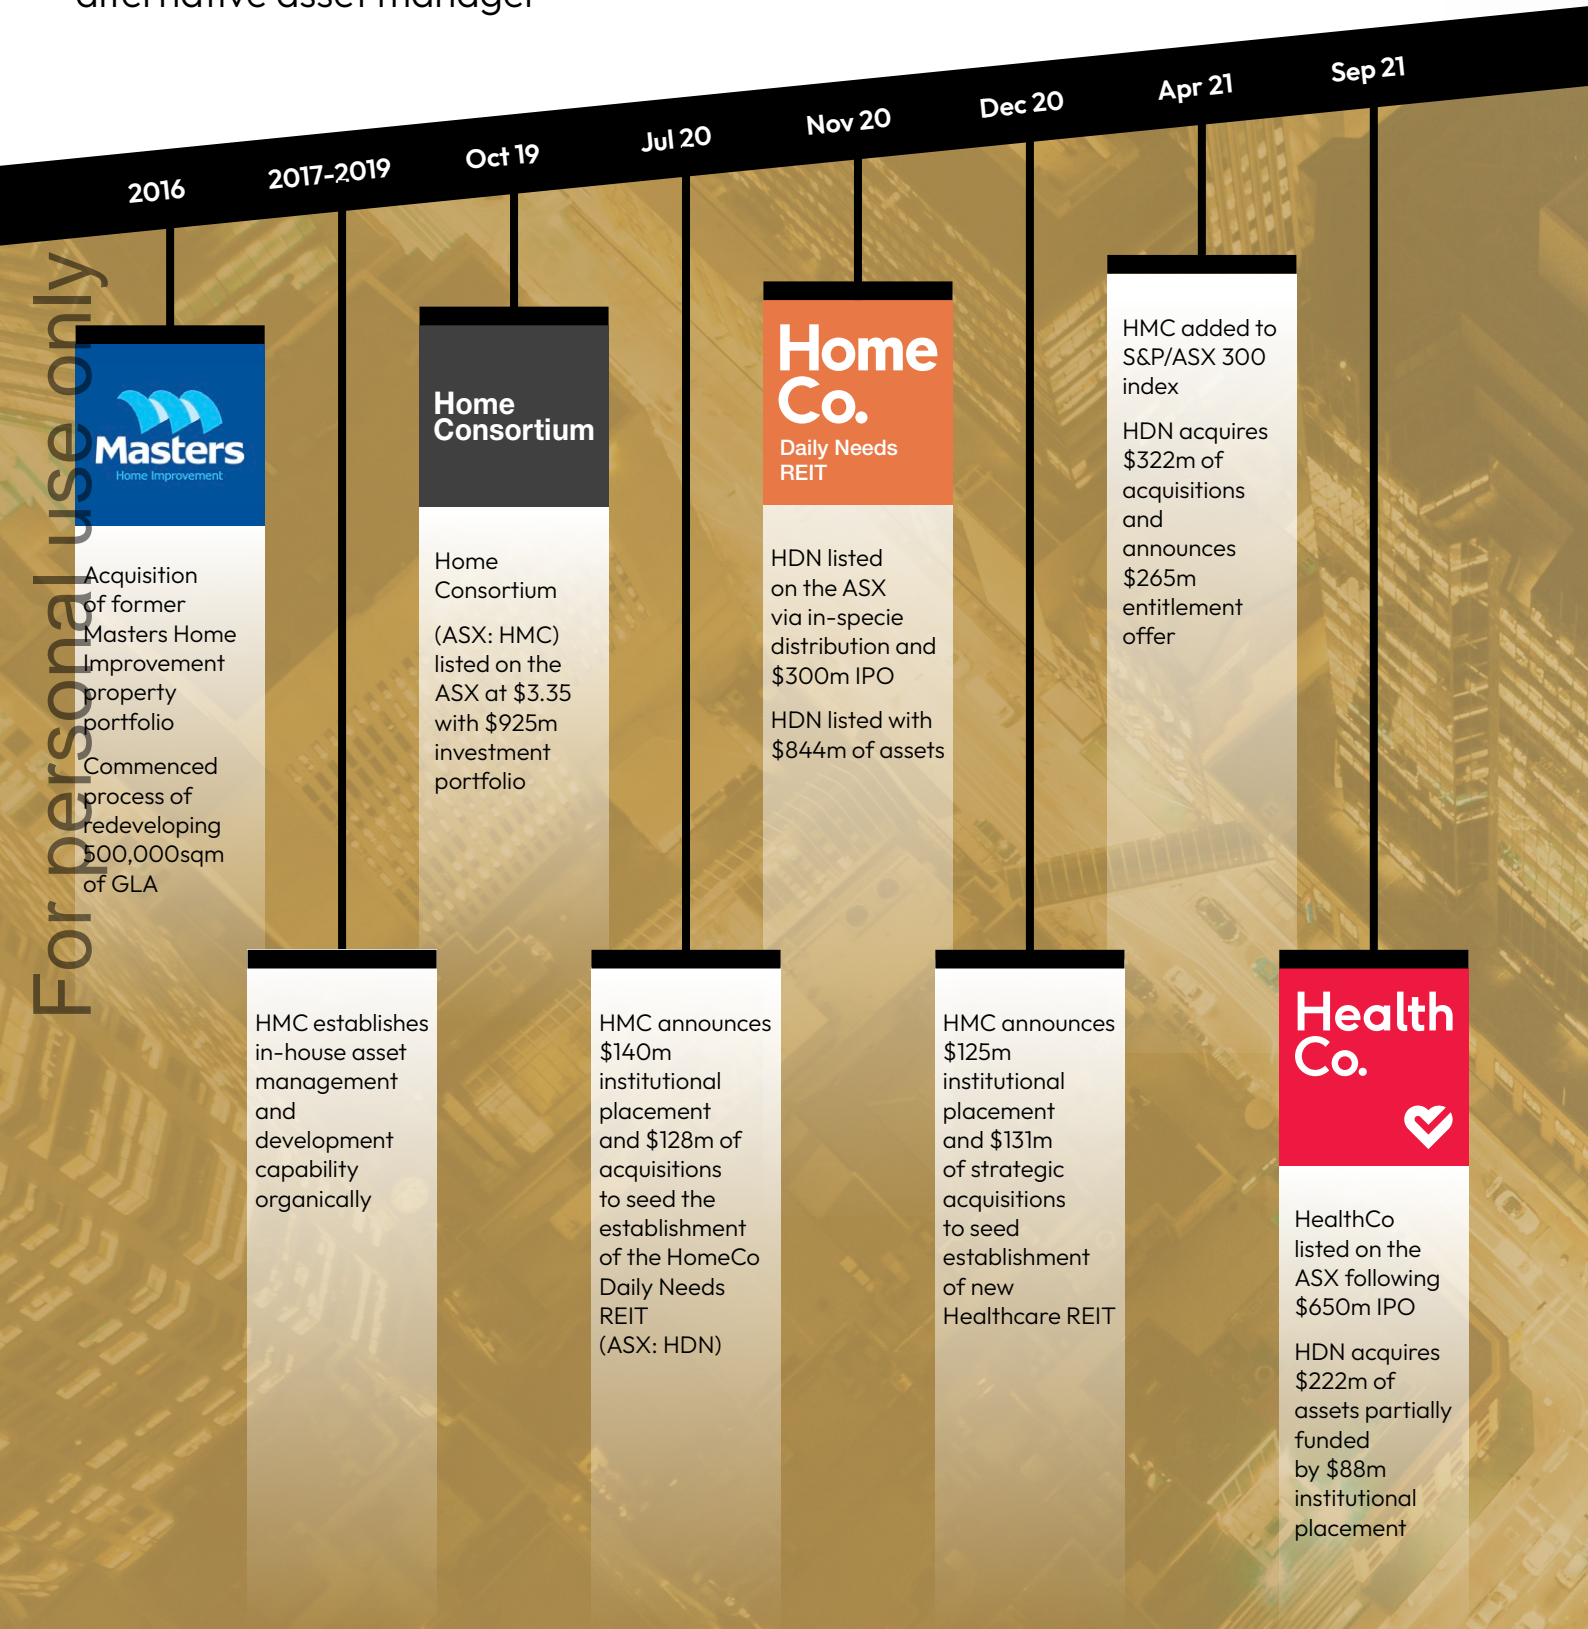 alternative asset manager
2016
2017-2019
Oct 19
Jul 20
Nov 20
Dec 20
Apr 21
Sep 21
For personal use only
Masters
Home Improvement
Acquisition
of former
Masters Home
Improvement
property
portfolio
Commenced
process of
redeveloping
500,000sqm
of GLA
HMC establishes
in-house asset
management
and
development
capability
organically
Home
Consortium
Home
Consortium
(ASX: HMC)
listed on the
ASX at $3.35
with $925m
investment
portfolio
HMC announces
$140m
institutional
placement
and $128m of
acquisitions
to seed the
establishment
of the HomeCo
Daily Needs
REIT
(ASX: HDN)
Home
Co.
Daily Needs
REIT
HDN listed
on the ASX
via in-specie
distribution and
$300m IPO
HDN listed with
$844m of assets
HMC announces
$125m
institutional
placement
and $131m
of strategic
acquisitions
to seed
establishment
of new
Healthcare REIT
HMC added to
S&P/ASX 300
index
HDN acquires
$322m of
acquisitions
and
announces
$265m
entitlement
offer
Health
Co.
HealthCo
listed on the
ASX following
$650m IPO
HDN acquires
$222m of
assets partially
funded
by $88m
institutional
placement